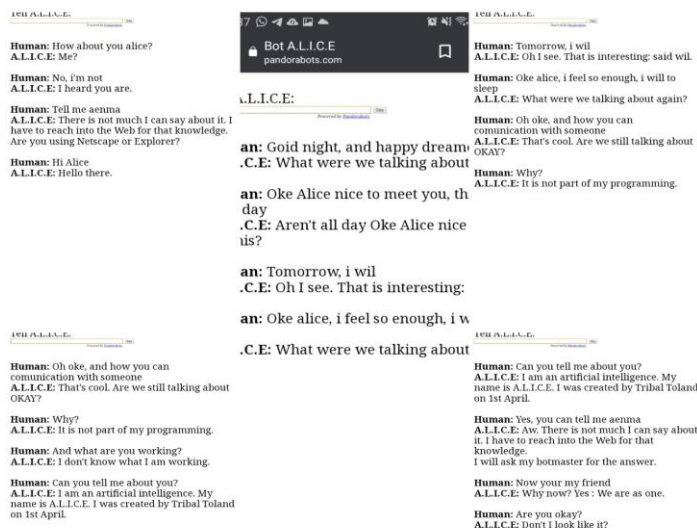 Tell A.L.I.C.E:
Powered by Pandorabots
Human: How about you alice?
A.L.I.C.E: Me?
Human: No, i'm not
A.L.I.C.E: I heard you are.
Human: Tell me aenma
A.L.I.C.E: There is not much I can say about it. I
have to reach into the Web for that knowledge.
Are you using Netscape or Explorer?
Human: Hi Alice
A.L.I.C.E: Hello there.
37
Bot A.L.I.C.E
pandorabots.com
A.L.I.C.E:
Powered by Pandorabots
an: Goid night, and happy dream
.C.E: What were we talking about
an: Oke Alice nice to meet you, th
day
.C.E: Aren't all day Oke Alice nice
is?
an: Tomorrow, i wil
.C.E: Oh I see. That is interesting:
an: Oke alice, i feel so enough, i w
.C.E: What were we talking about
Human: Tomorrow, i wil
A.L.I.C.E: Oh I see. That is interesting: said wil.
Human: Oke alice, i feel so enough, i will to
sleep
A.L.I.C.E: What were we talking about again?
Human: Oh oke, and how you can
comunication with someone
A.L.I.C.E: That's cool. Are we still talking about
OKAY?
Human: Why?
A.L.I.C.E: It is not part of my programming.
Tell A.L.I.C.E:
Human: Oh oke, and how you can
comunication with someone
A.L.I.C.E: That's cool. Are we still talking about
OKAY?
Human: Why?
A.L.I.C.E: It is not part of my programming.
Human: And what are you working?
A.L.I.C.E: I don't know what I am working.
Human: Can you tell me about you?
A.L.I.C.E: I am an artificial intelligence. My
name is A.L.I.C.E. I was created by Tribal Toland
on 1st April.
Tell A.L.I.C.E:
Human: Can you tell me about you?
A.L.I.C.E: I am an artificial intelligence. My
name is A.L.I.C.E. I was created by Tribal Toland
on 1st April.
Human: Yes, you can tell me aenma
A.L.I.C.E: Aw. There is not much I can say about
it. I have to reach into the Web for that
knowledge.
I will ask my botmaster for the answer.
Human: Now your my friend
A.L.I.C.E: Why now? Yes : We are as one.
Human: Are you okay?
A.L.I.C.E: Don't I look like it?